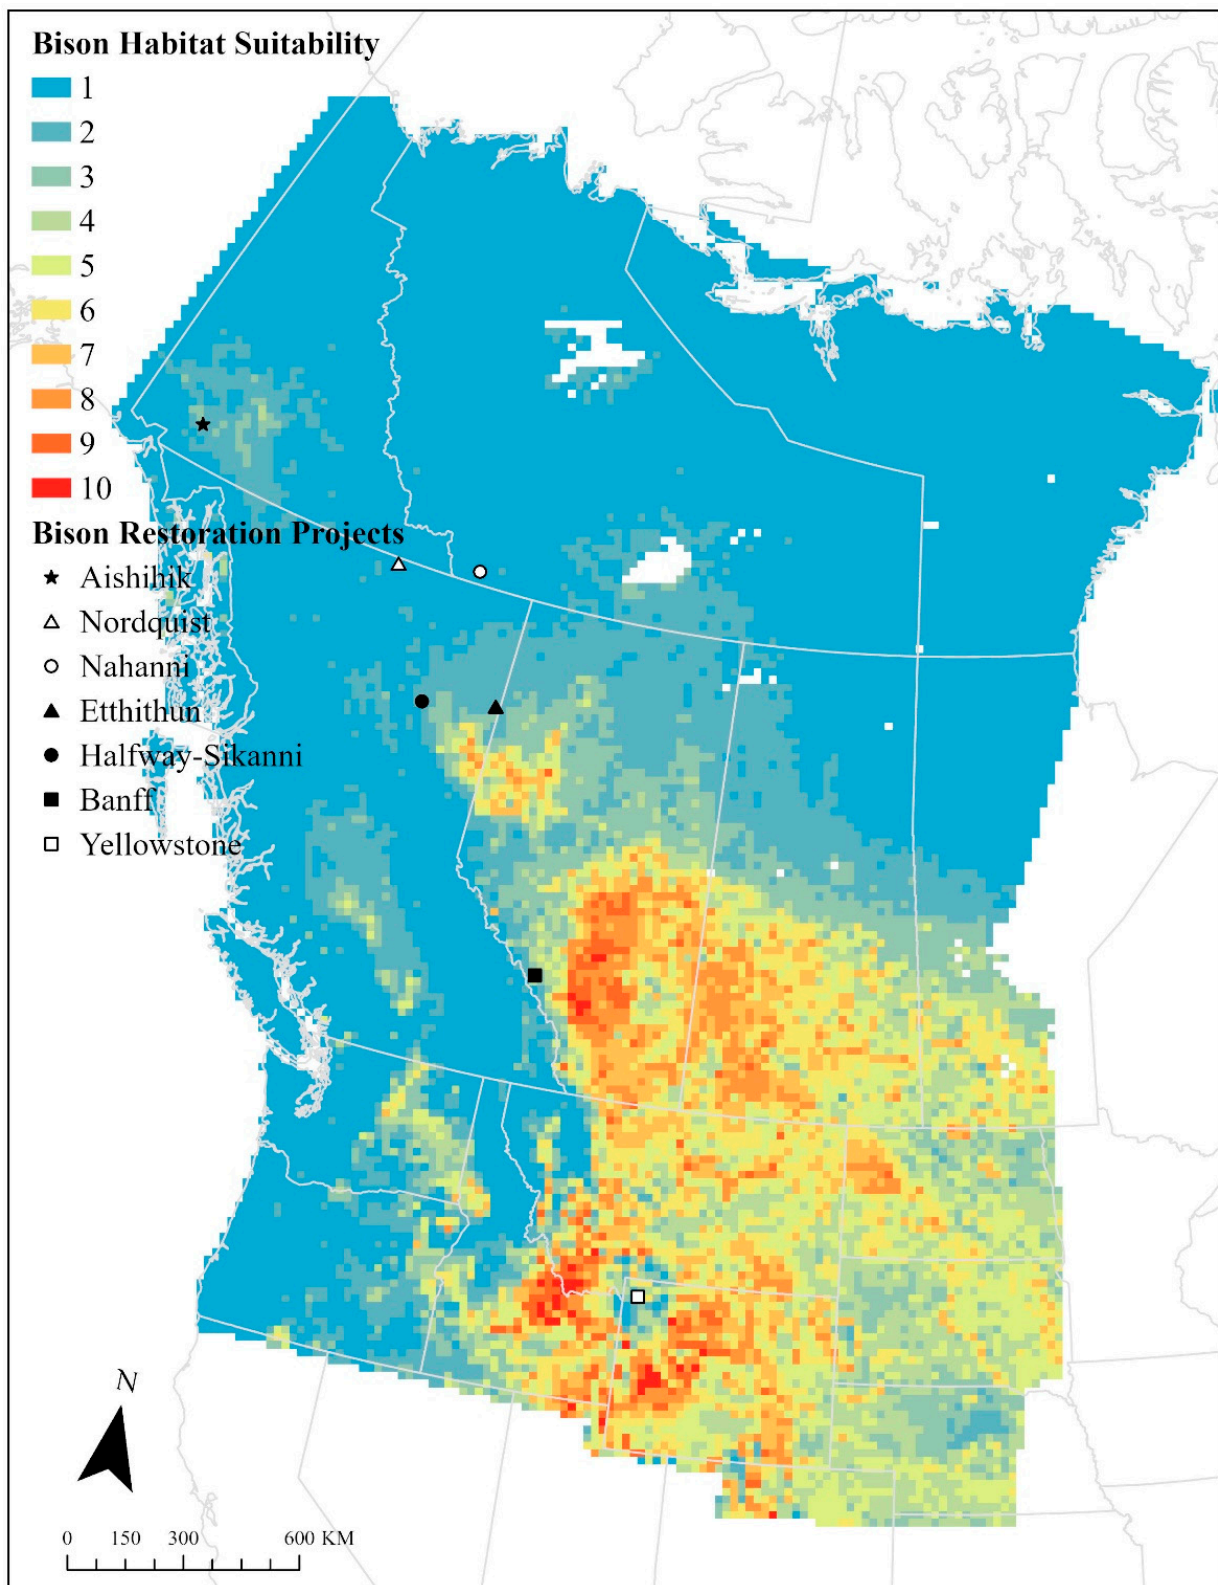 Bison Habitat Suitability
1
2
3
4
5
6
7
8
9
10
Bison Restoration Projects
Aishihik
Nordquist
Nahanni
Etthithun
Halfway-Sikanni
Banff
Yellowstone
N
0 150 300 600 KM